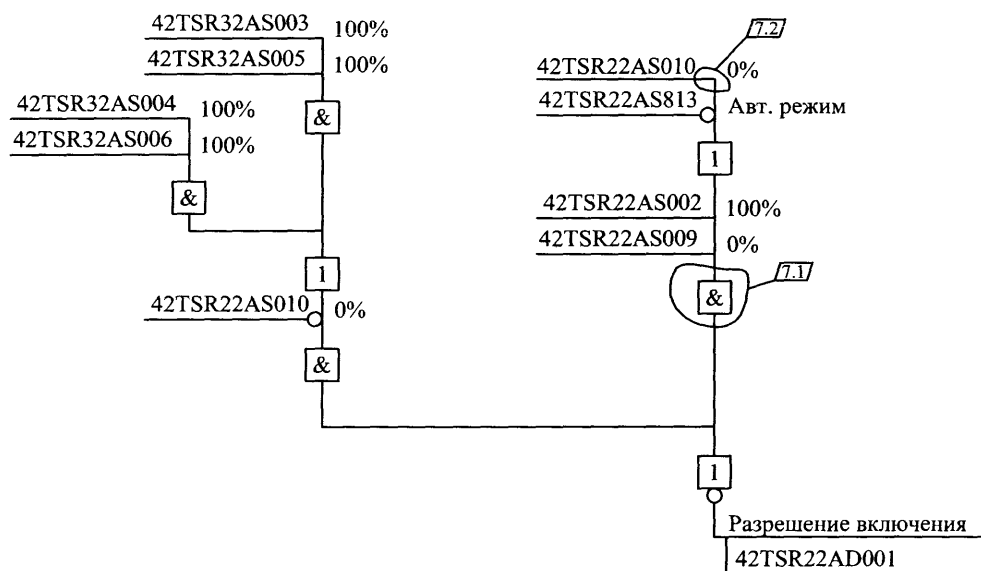 42TSR32AS003 100%
42TSR32AS005 100%
&
42TSR32AS004 100%
42TSR32AS006 100%
&
1
42TSR22AS010 0%
&
7.2
42TSR22AS010 0%
42TSR22AS813 Авт. режим
1
42TSR22AS002 100%
42TSR22AS009 0%
7.1
&
1
Разрешение включения
42TSR22AD001